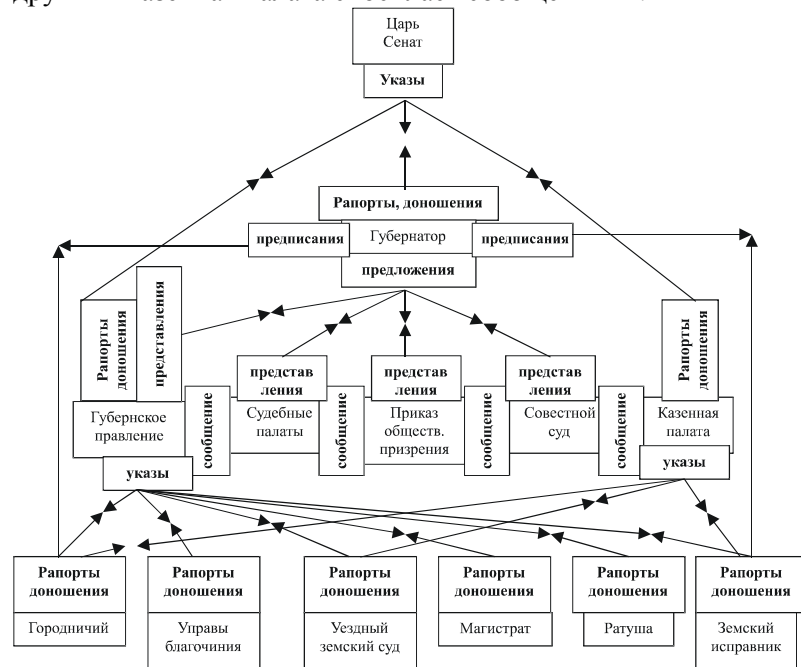 Царь
Сенат
Указы
Рапорты, доношения
предписания
Губернатор
предписания
предложения
Рапорты
доношения
представления
Рапорты
доношения
представ
ления
представ
ления
представ
ления
Губернское
правление
сообщение
Судебные
палаты
сообщение
Приказ
обществ.
призрения
сообщение
Совестной
суд
сообщение
Казенная
палата
указы
указы
Рапорты
доношения
Рапорты
доношения
Рапорты
доношения
Рапорты
доношения
Рапорты
доношения
Рапорты
доношения
Городничий
Управы
благочиния
Уездный
земский суд
Магистрат
Ратуша
Земский
исправник